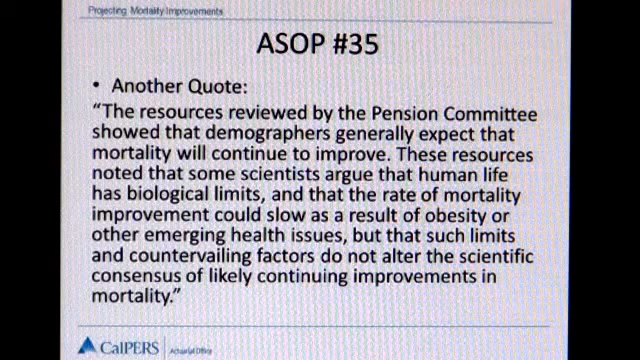 Projecting Mortality Improvements
ASOP #35
• Another Quote:
“The resources reviewed by the Pension Committee
showed that demographers generally expect that
mortality will continue to improve. These resources
noted that some scientists argue that human life
has biological limits, and that the rate of mortality
improvement could slow as a result of obesity or
other emerging health issues, but that such limits
and countervailing factors do not alter the scientific
consensus of likely continuing improvements in
mortality.”
CalPERS Actuarial Office